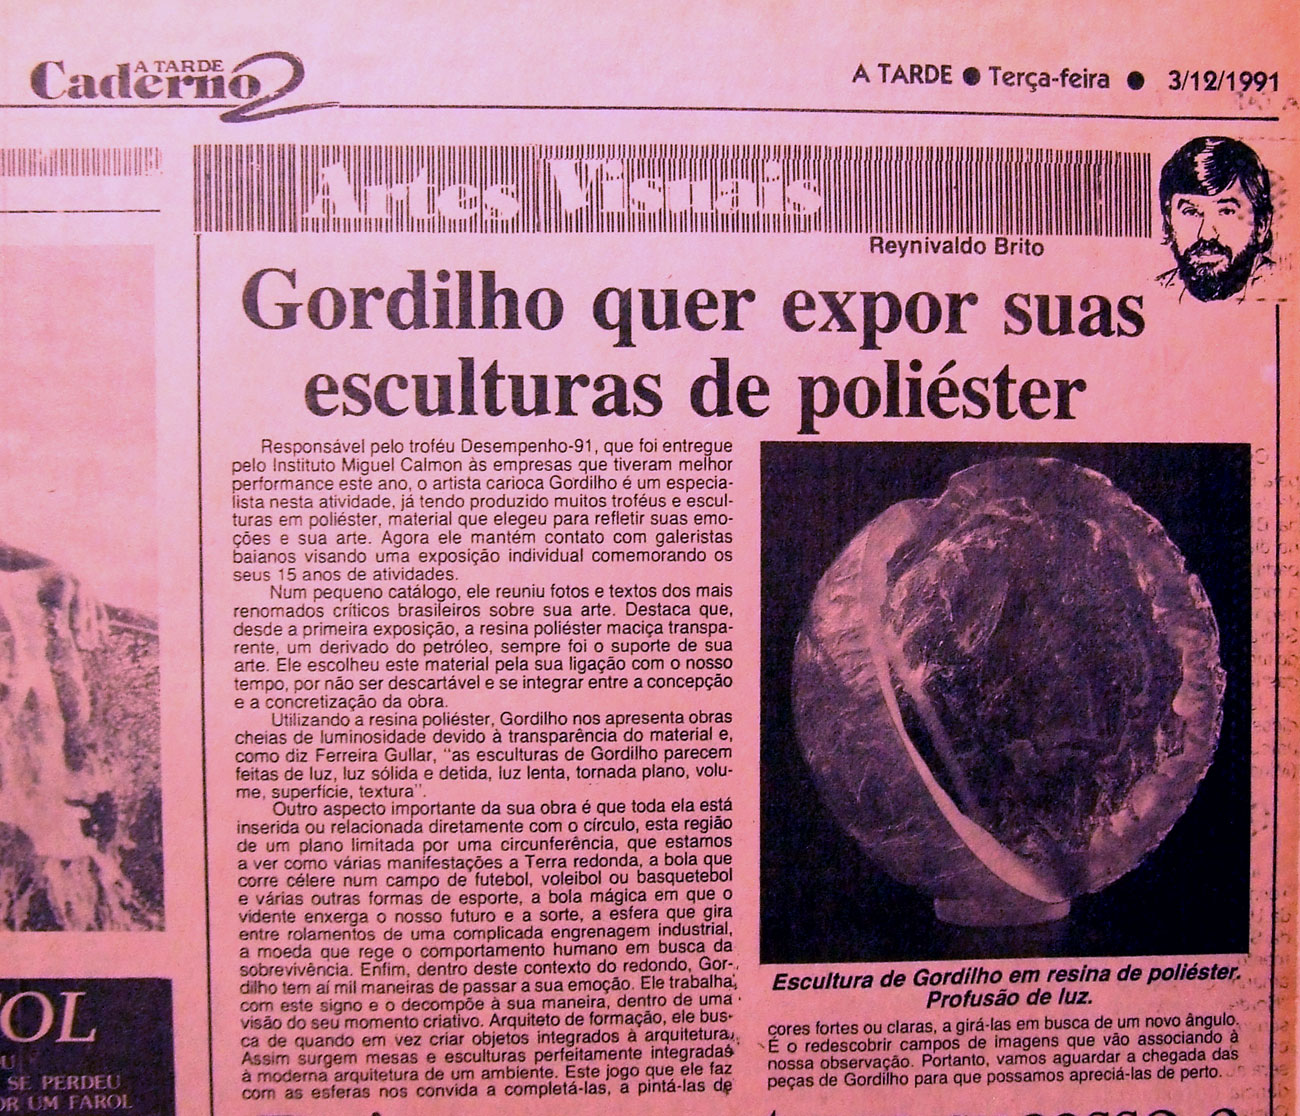 A TARDE
Caderno 2
A TARDE ● Terça-feira ● 3/12/1991
Artes Visuais
Reynivaldo Brito
Gordilho quer expor suas
esculturas de poliéster
Responsável pelo troféu Desempenho-91, que foi entregue
pelo Instituto Miguel Calmon às empresas que tiveram melhor
performance este ano, o artista carioca Gordilho é um especia-
lista nesta atividade, já tendo produzido muitos troféus e escul-
turas em poliéster, material que elegeu para refletir suas emo-
ções e sua arte. Agora ele mantém contato com galeristas
baianos visando uma exposição individual comemorando os
seus 15 anos de atividades.
Num pequeno catálogo, ele reuniu fotos e textos dos mais
renomados críticos brasileiros sobre sua arte. Destaca que,
desde a primeira exposição, a resina poliéster maciça transpa-
rente, um derivado do petróleo, sempre foi o suporte de sua
arte. Ele escolheu este material pela sua ligação com o nosso
tempo, por não ser descartável e se integrar entre a concepção
e a concretização da obra.
Utilizando a resina poliéster, Gordilho nos apresenta obras
cheias de luminosidade devido à transparência do material e,
como diz Ferreira Gullar, "as esculturas de Gordilho parecem
feitas de luz, luz sólida e detida, luz lenta, tornada plano, volu-
me, superfície, textura".
Outro aspecto importante da sua obra é que toda ela está
inserida ou relacionada diretamente com o círculo, esta região
de um plano limitada por uma circunferência, que estamos
a ver como várias manifestações a Terra redonda, a bola que
corre célere num campo de futebol, voleibol ou basquetebol
e várias outras formas de esporte, a bola mágica em que o
vidente enxerga o nosso futuro e a sorte, a esfera que gira
entre rolamentos de uma complicada engrenagem industrial,
a moeda que rege o comportamento humano em busca da
sobrevivência. Enfim, dentro deste contexto do redondo, Gor-
dilho tem aí mil maneiras de passar a sua emoção. Ele trabalha
com este signo e o decompõe à sua maneira, dentro de uma
visão do seu momento criativo. Arquiteto de formação, ele bus-
ca de quando em vez criar objetos integrados à arquitetura.
Assim surgem mesas e esculturas perfeitamente integradas
à moderna arquitetura de um ambiente. Este jogo que ele faz
com as esferas nos convida a completá-las, a pintá-las de
Escultura de Gordilho em resina de poliéster.
Profusão de luz.
cores fortes ou claras, a girá-las em busca de um novo ângulo.
É o redescobrir campos de imagens que vão associando à
nossa observação. Portanto, vamos aguardar a chegada das
peças de Gordilho para que possamos apreciá-las de perto.
OL
U
SE PERDEU
OR UM FAROL